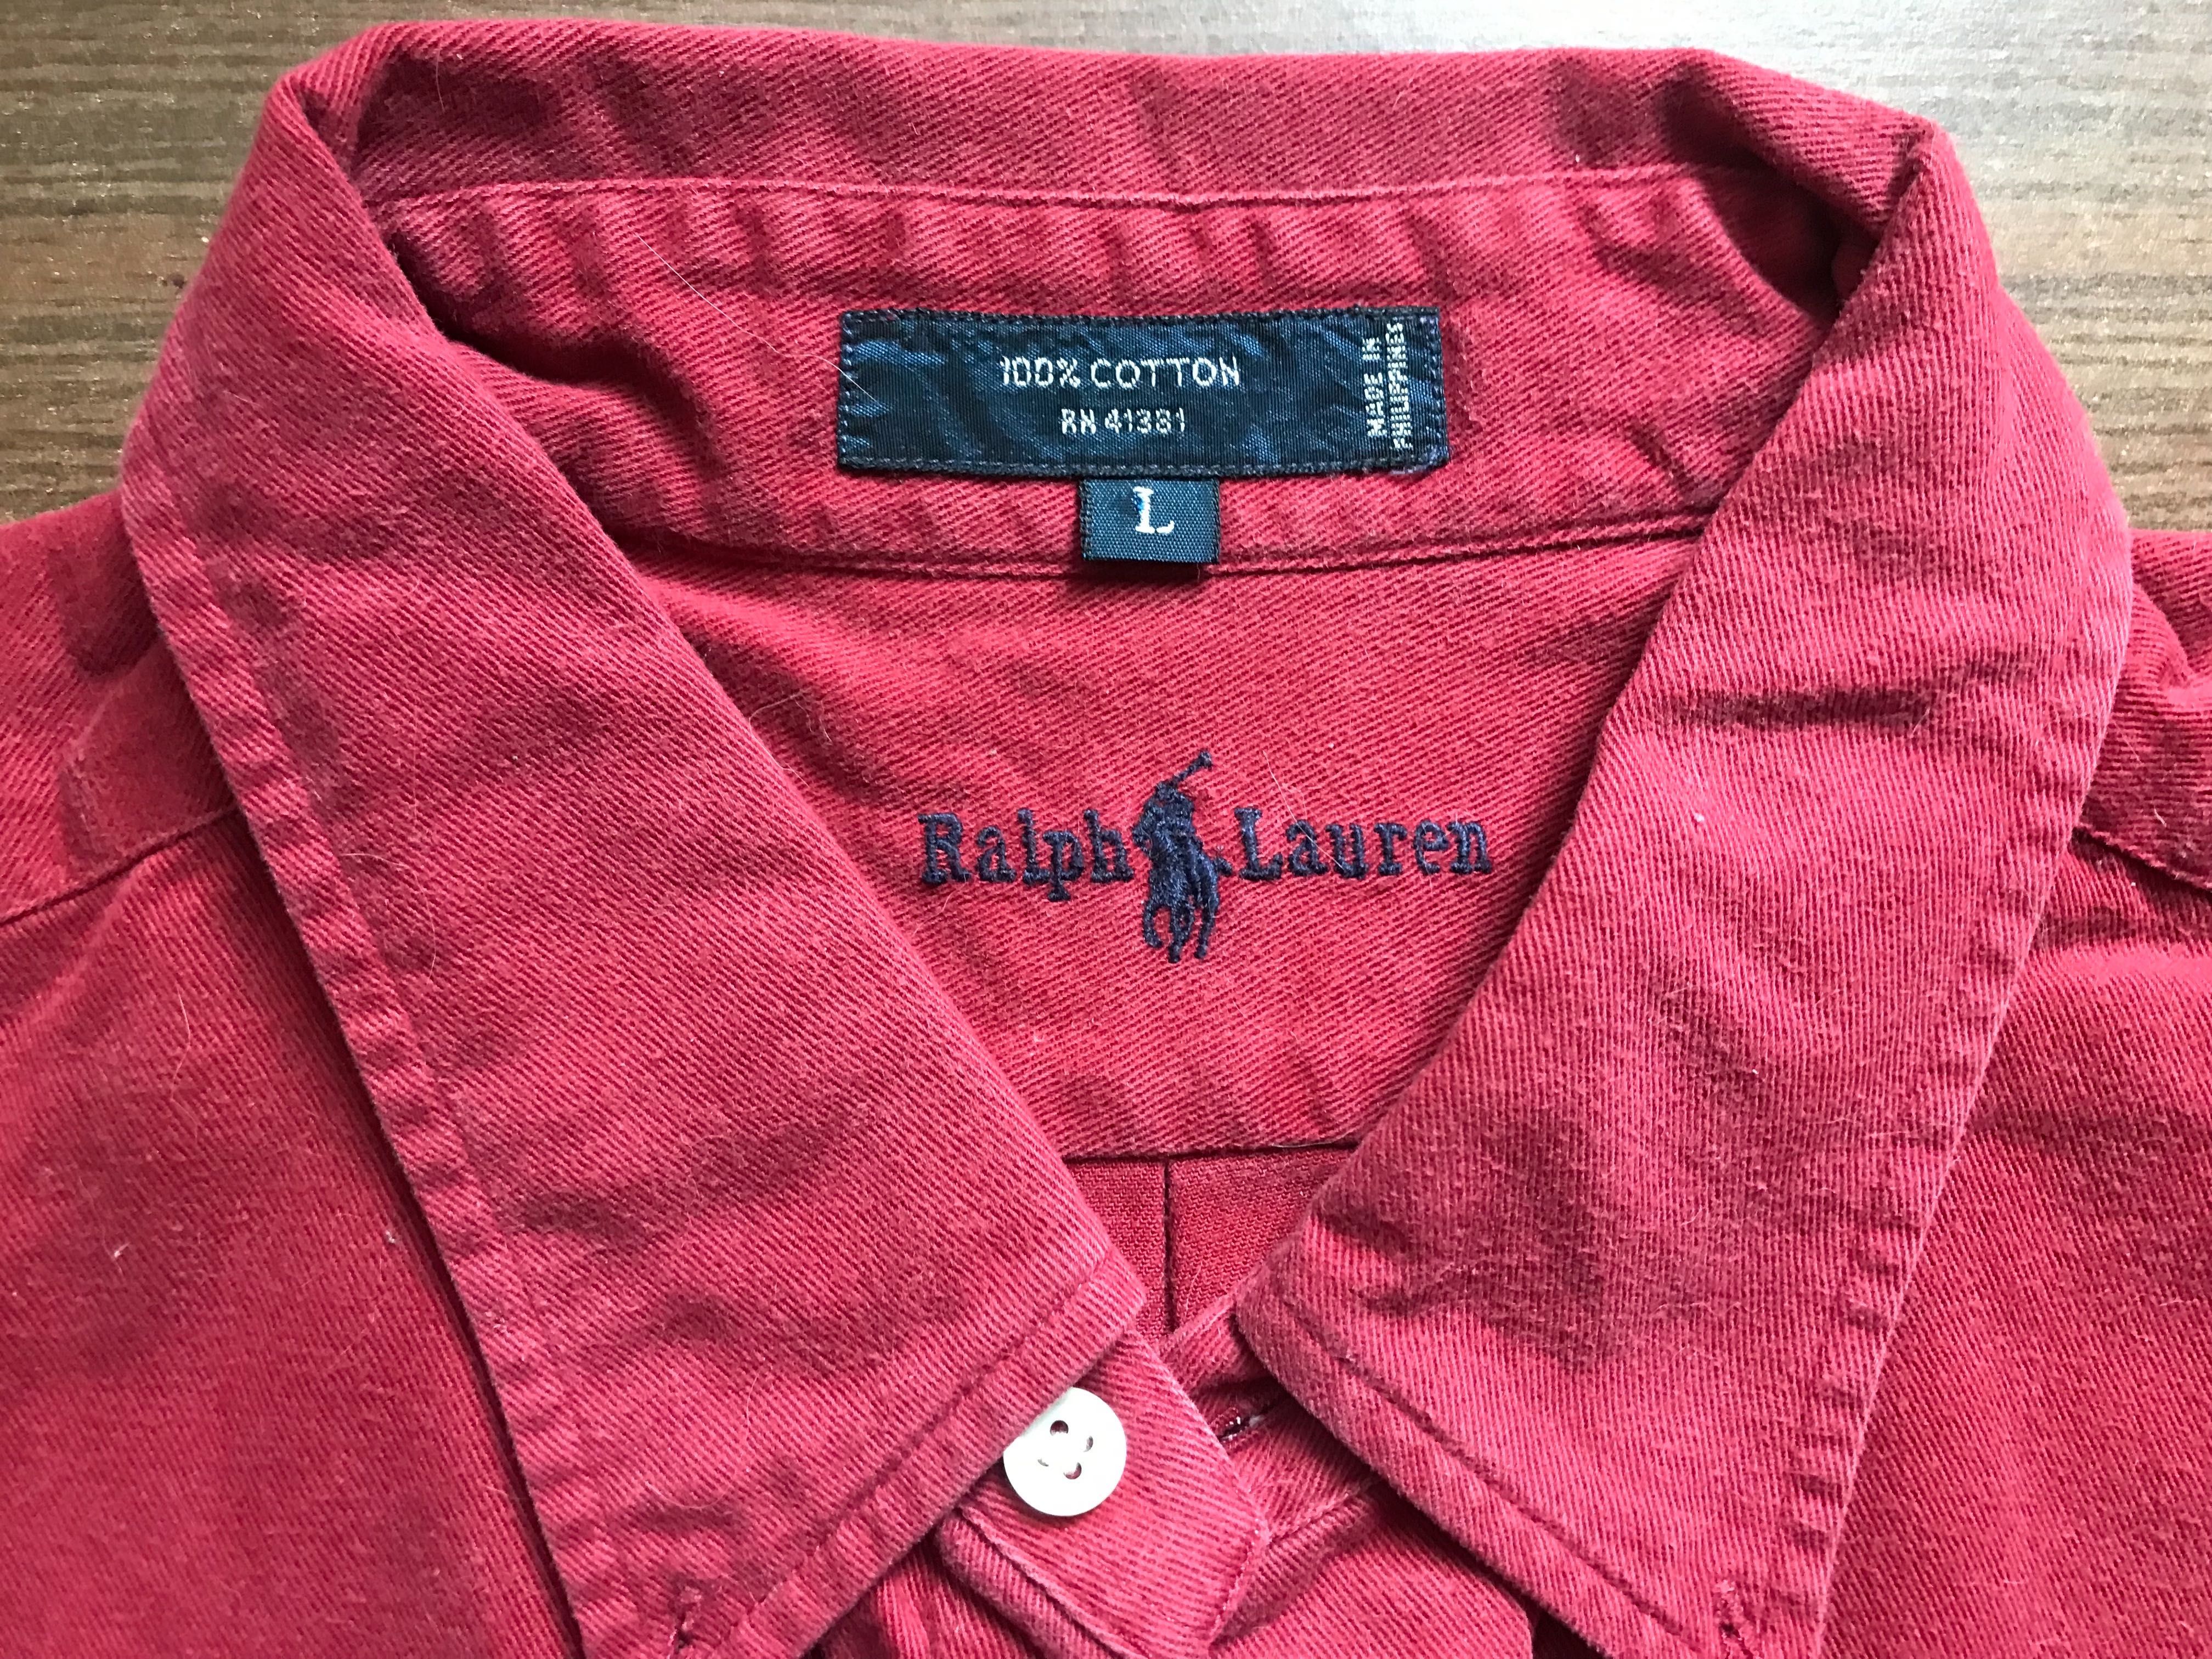 100% COTTON
RN 41381
MADE IN
PHILIPPINES
L
Ralph Lauren